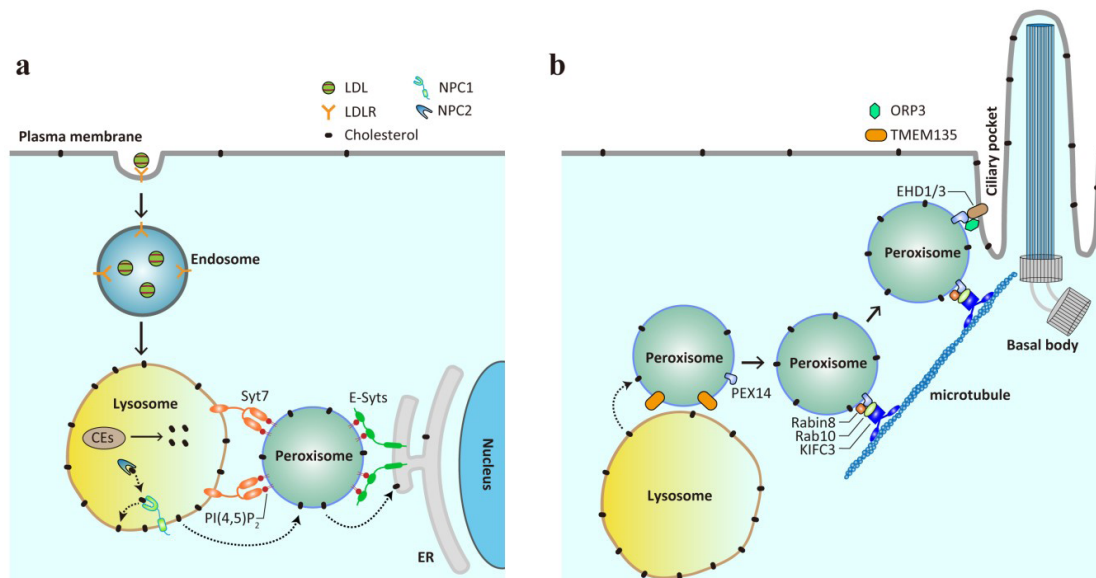 a
LDL
NPC1
LDLR
NPC2
Cholesterol
Plasma membrane
Endosome
Lysosome
Syt7
E-Syts
CEs
Peroxisome
Nucleus
PI(4,5)P2
ER
b
ORP3
TMEM135
Ciliary pocket
EHD1/3
Peroxisome
Peroxisome
Peroxisome
PEX14
Basal body
microtubule
Rabin8
Rab10
KIFC3
Lysosome